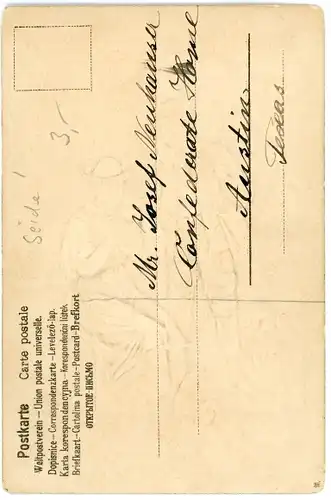 Postkarte Carte postale
Weltpostverein — Union postale universelle.
Dopisnice — Correspondenzkarte — Levelező-lap.
Karta korespondencyjna — Korespondenční lístek.
Briefkaart — Cartolina postale — Postcard — Brefkort
ОТКРЫТОЕ-ПИСЬМО
Seide!
3,-
Mr. Josef Neuhauser
Confederate Home
Austin
Texas